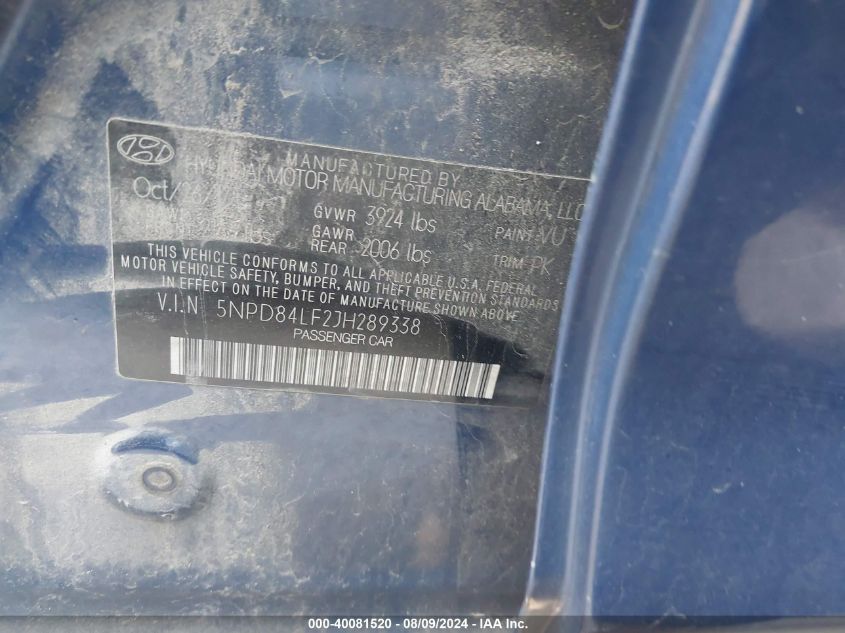 MANUFACTURED BY
HYUNDAI MOTOR MANUFACTURING ALABAMA, LLC
Oct/
GVWR 3924 lbs PAINT VU
GAWR
REAR 2006 lbs TRIM PK
THIS VEHICLE CONFORMS TO ALL APPLICABLE U.S.A. FEDERAL
MOTOR VEHICLE SAFETY, BUMPER, AND THEFT PREVENTION STANDARDS
IN EFFECT ON THE DATE OF MANUFACTURE SHOWN ABOVE.
V.I.N 5NPD84LF2JH289338
PASSENGER CAR
000-40081520 - 08/09/2024 - IAA Inc.